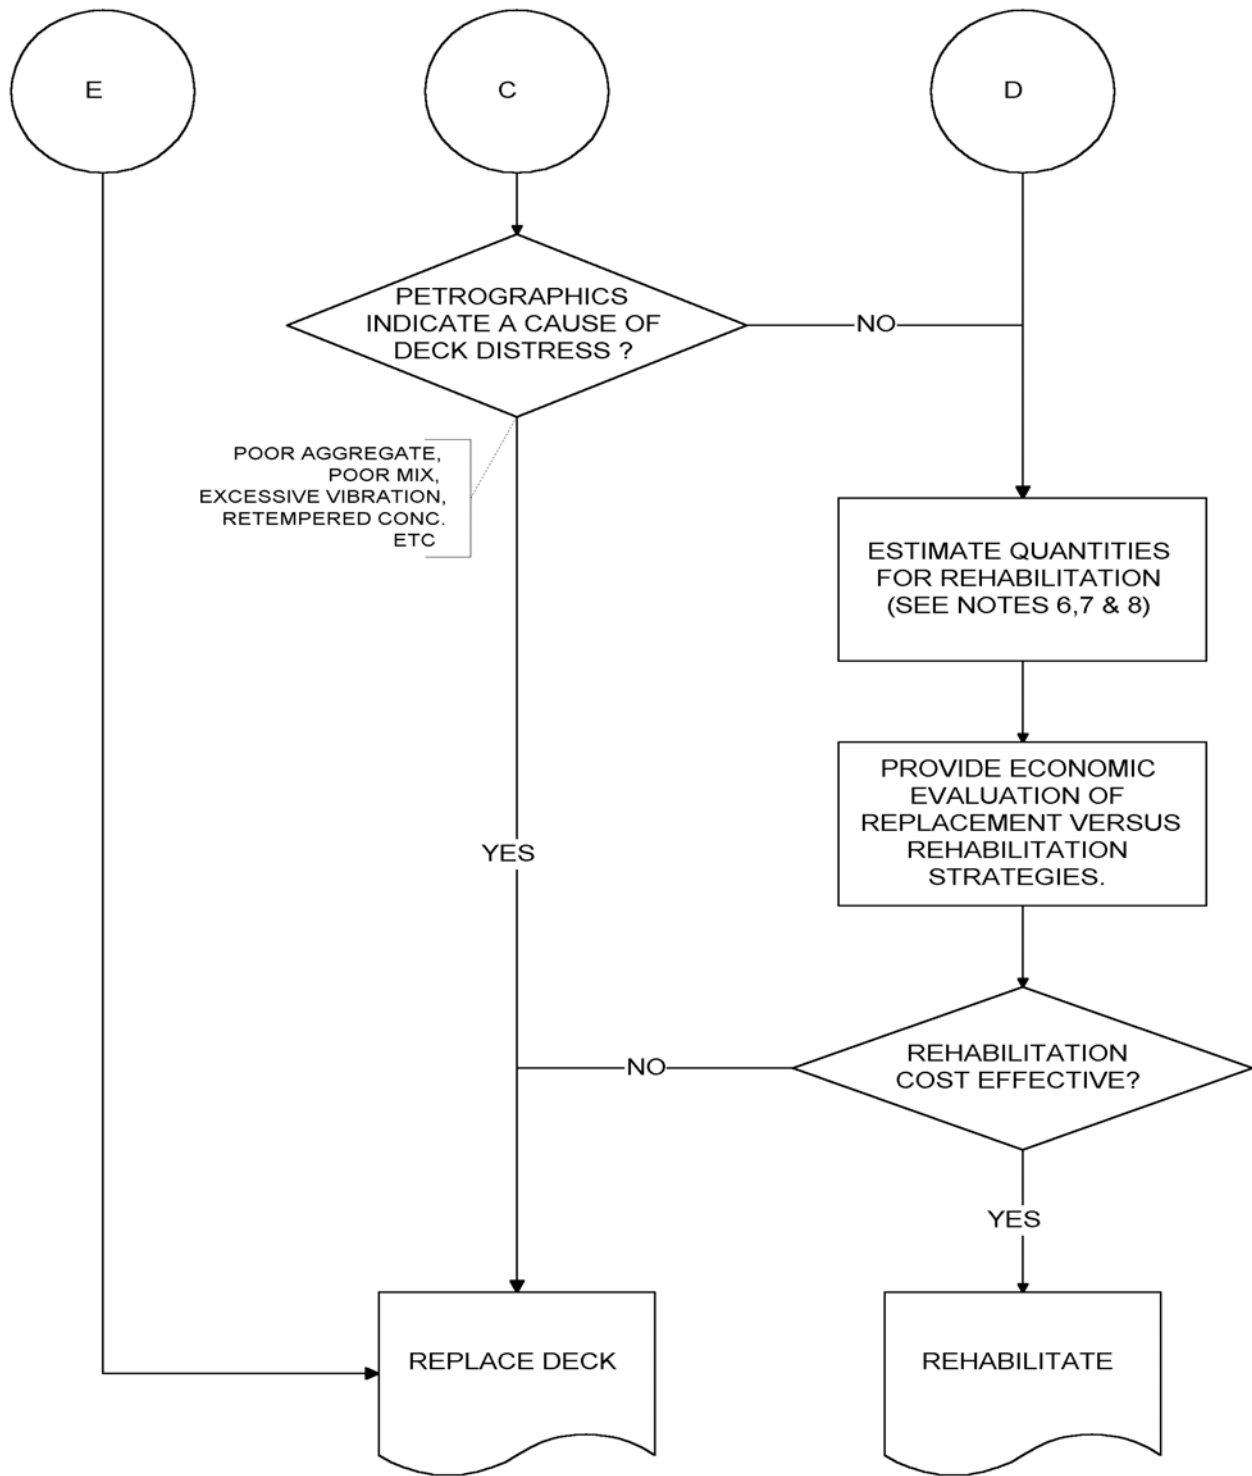 E
C
D
PETROGRAPHICS
INDICATE A CAUSE OF
DECK DISTRESS ?
NO
POOR AGGREGATE,
POOR MIX,
EXCESSIVE VIBRATION,
RETEMPERED CONC.
ETC
ESTIMATE QUANTITIES
FOR REHABILITATION
(SEE NOTES 6,7 & 8)
PROVIDE ECONOMIC
EVALUATION OF
REPLACEMENT VERSUS
REHABILITATION
STRATEGIES.
YES
REHABILITATION
COST EFFECTIVE?
NO
YES
REPLACE DECK
REHABILITATE